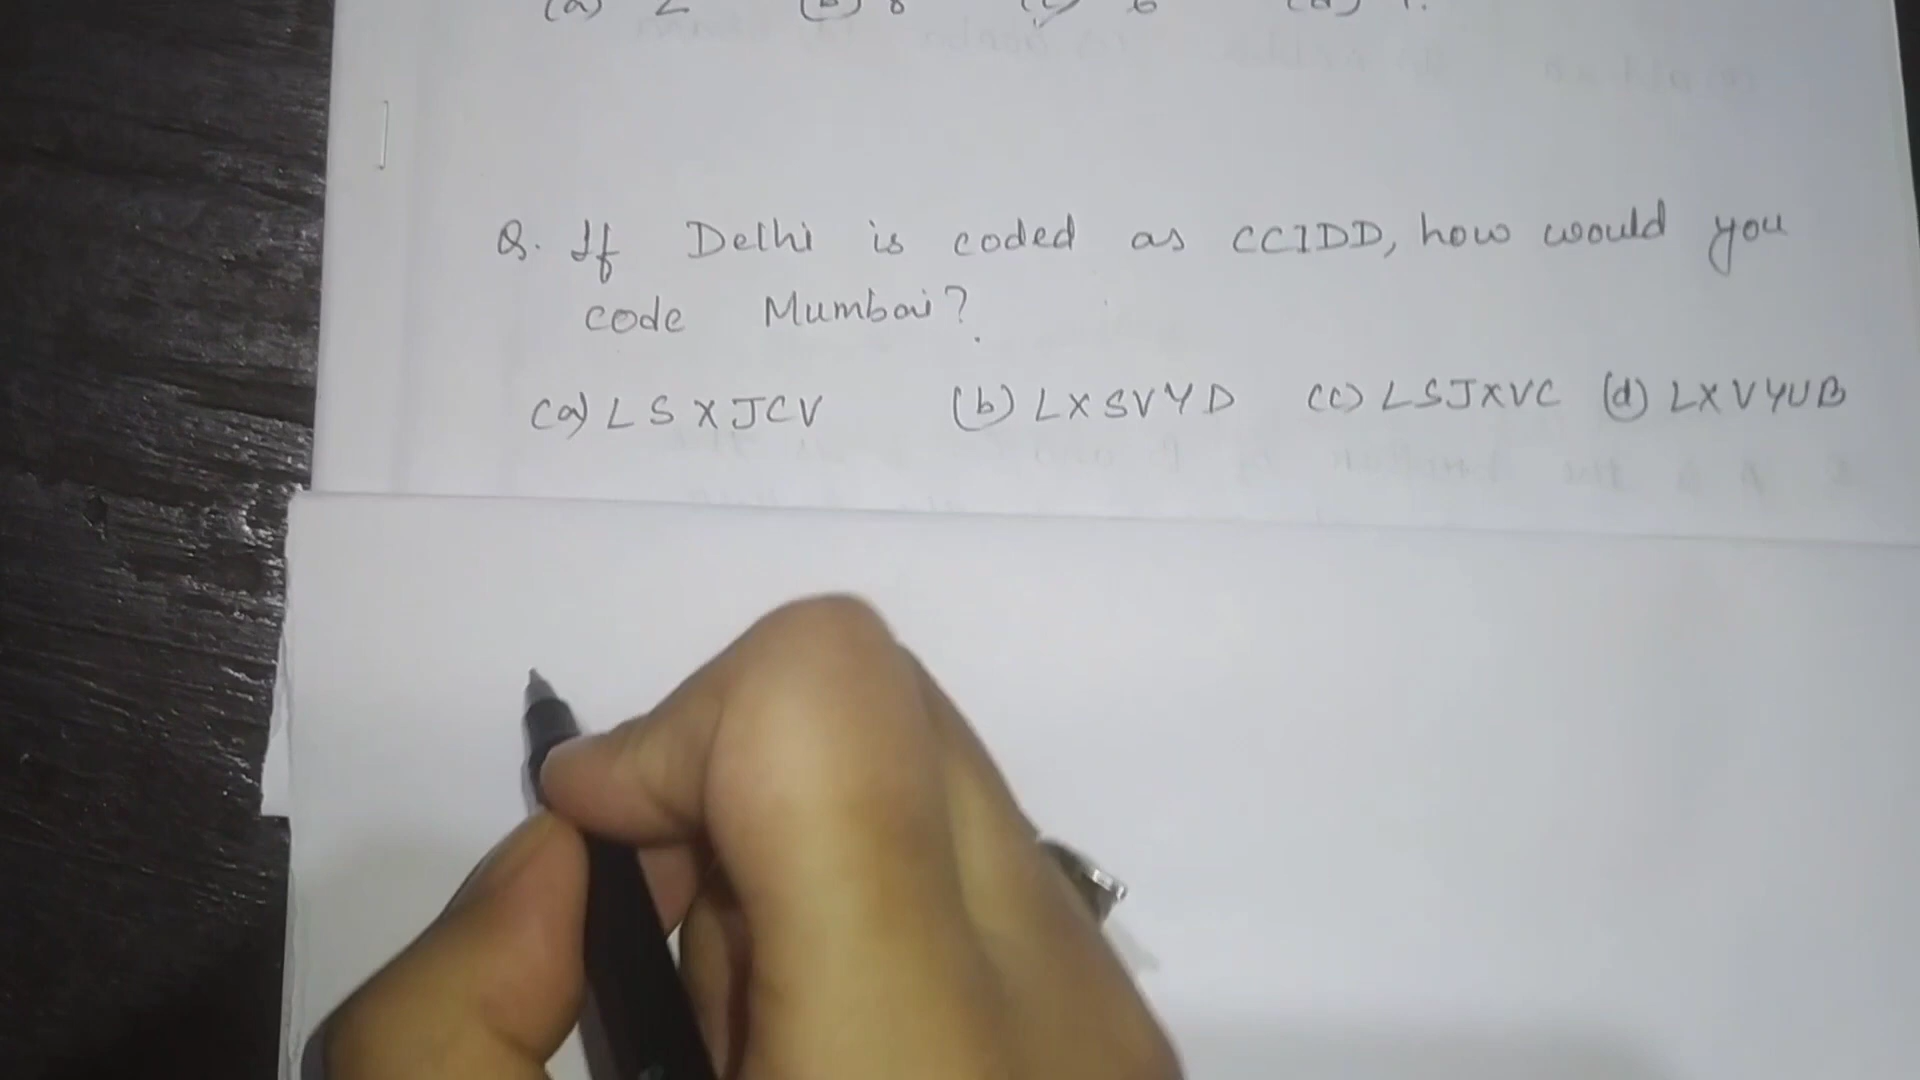 Q. If Delhi is coded as CCIDD, how would you
code Mumbai?
(a) LSXJCV (b) LXSVYD (c) LSJXVC (d) LXVYUB